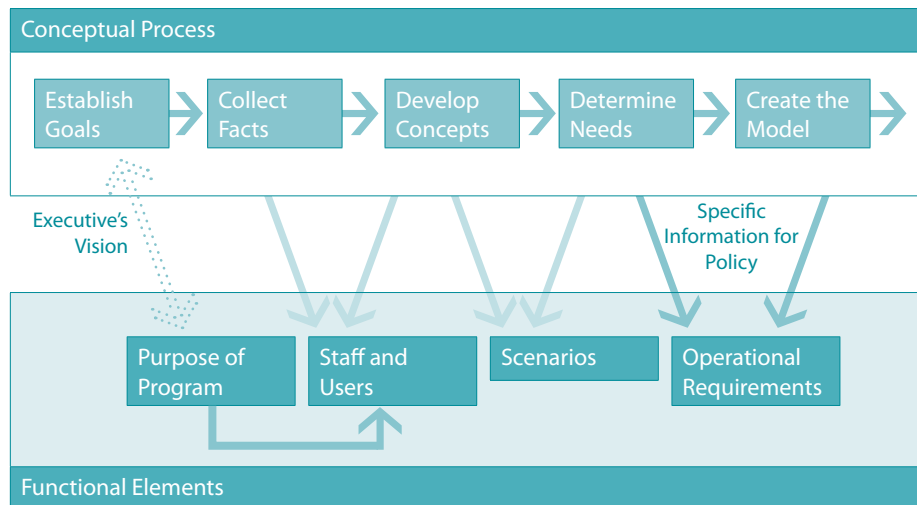 Conceptual Process
Establish
Goals
Collect
Facts
Develop
Concepts
Determine
Needs
Create the
Model
Executive's
Vision
Specific
Information for
Policy
Purpose of
Program
Staff and
Users
Scenarios
Operational
Requirements
Functional Elements